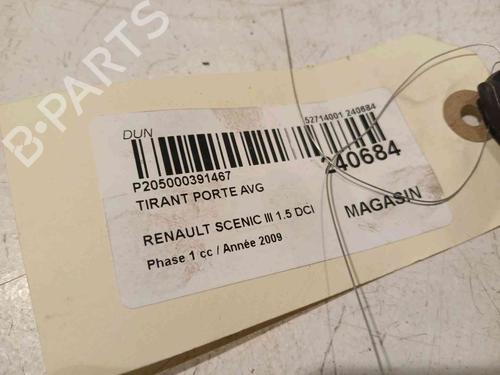 B-PARTS
DUN
52714001 240684
P205000391467
240684
TIRANT PORTE AVG
MAGASIN
RENAULT SCENIC III 1.5 DCI
Phase 1 cc / Année 2009